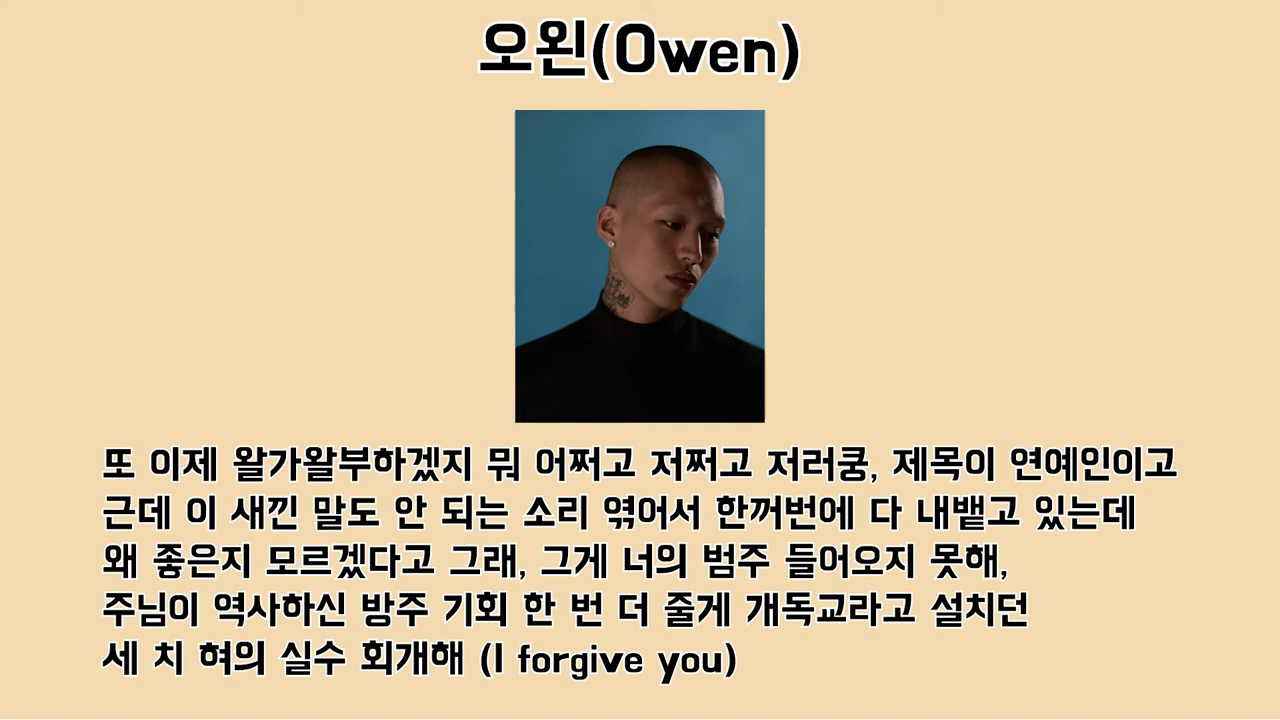 오왼(Owen)
또 이제 왈가왈부하겠지 뭐 어쩌고 저쩌고 저러쿵, 제목이 연예인이고
근데 이 새낀 말도 안 되는 소리 엮어서 한꺼번에 다 내뱉고 있는데
왜 좋은지 모르겠다고 그래, 그게 너의 범주 들어오지 못해,
주님이 역사하신 방주 기회 한 번 더 줄게 개독교라고 설치던
세 치 혀의 실수 회개해 (I forgive you)